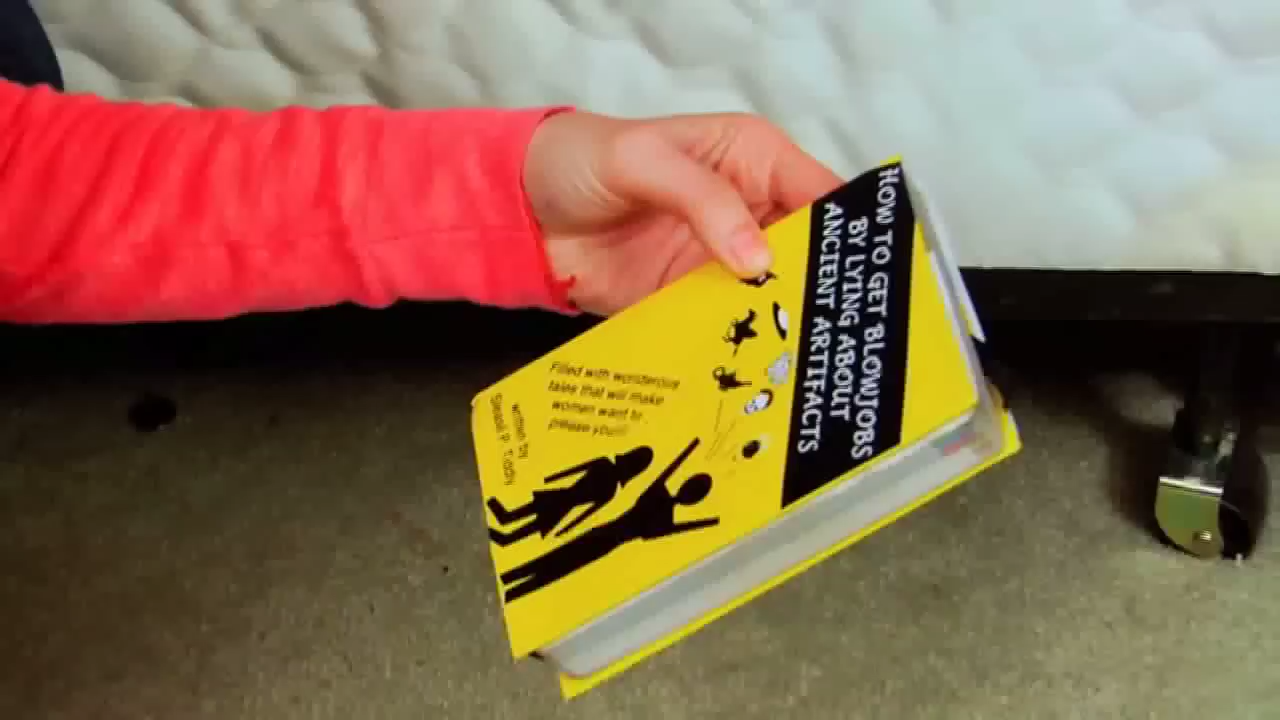 HOW TO GET BLOWJOBS
BY LYING ABOUT
ANCIENT ARTIFACTS
Filled with wonderous
tales that will make
women want to
please you!!!
written by